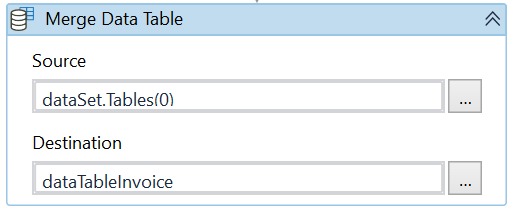 Merge Data Table
Source
dataSet.Tables(0)
...
Destination
dataTableInvoice
...